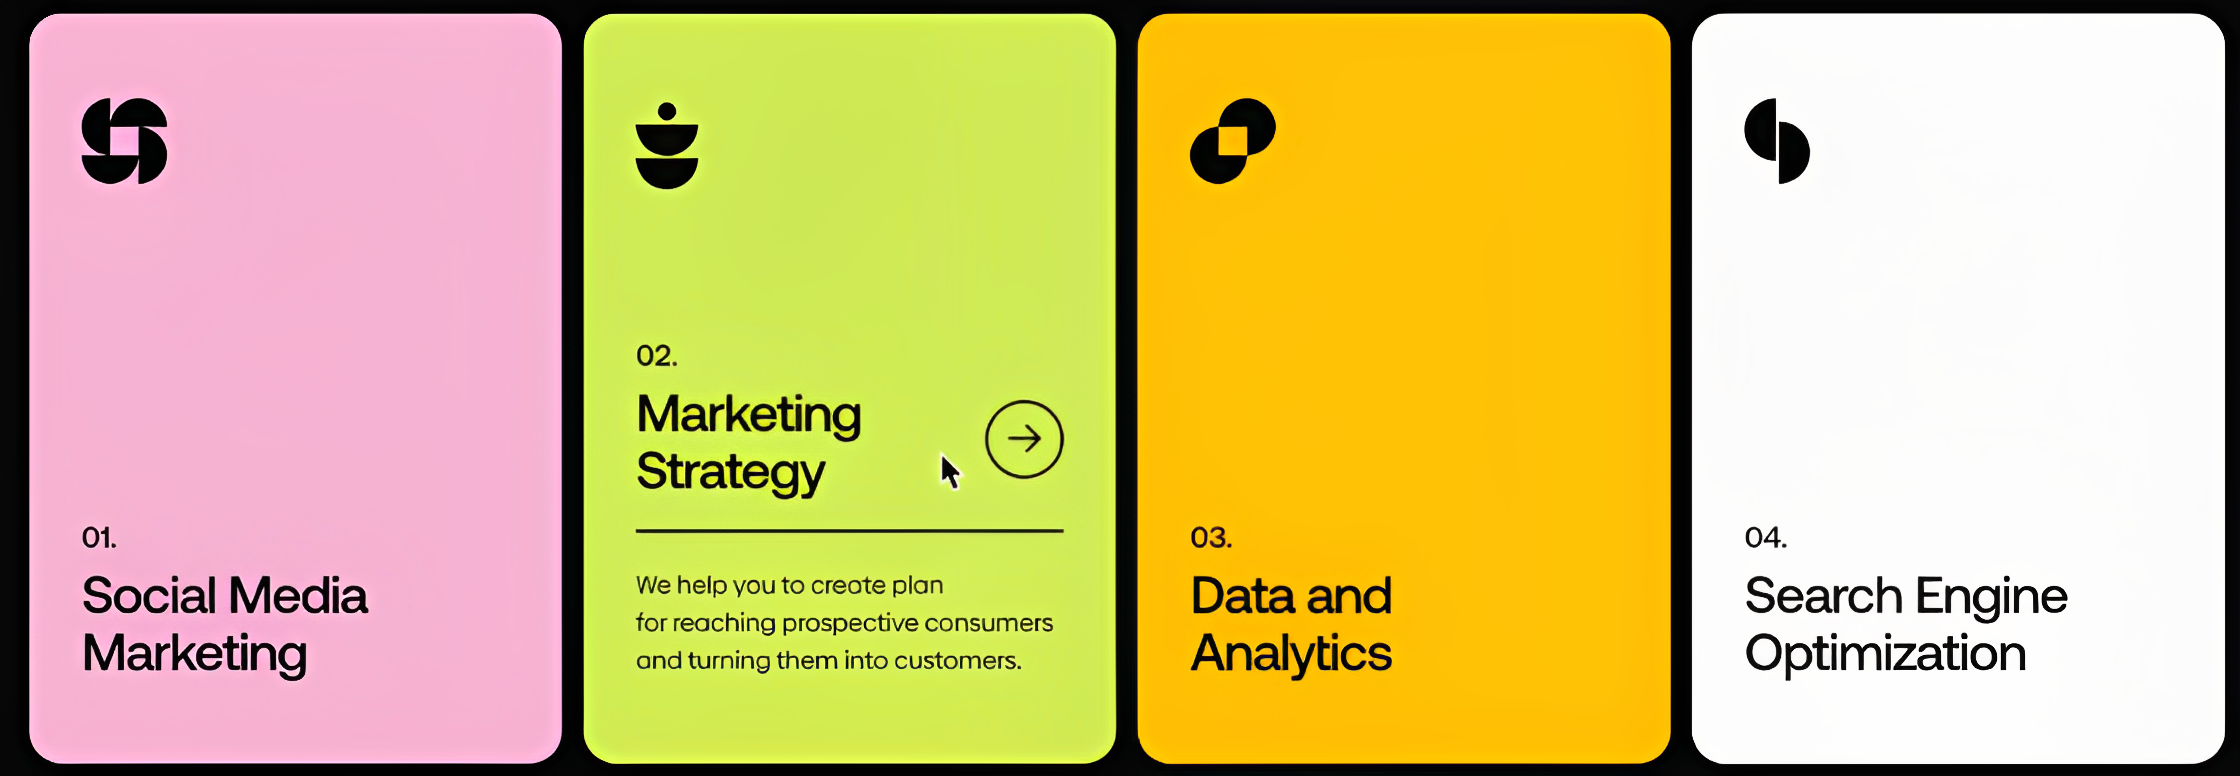 01.
Social Media
Marketing
02.
Marketing
Strategy
We help you to create plan
for reaching prospective consumers
and turning them into customers.
03.
Data and
Analytics
04.
Search Engine
Optimization